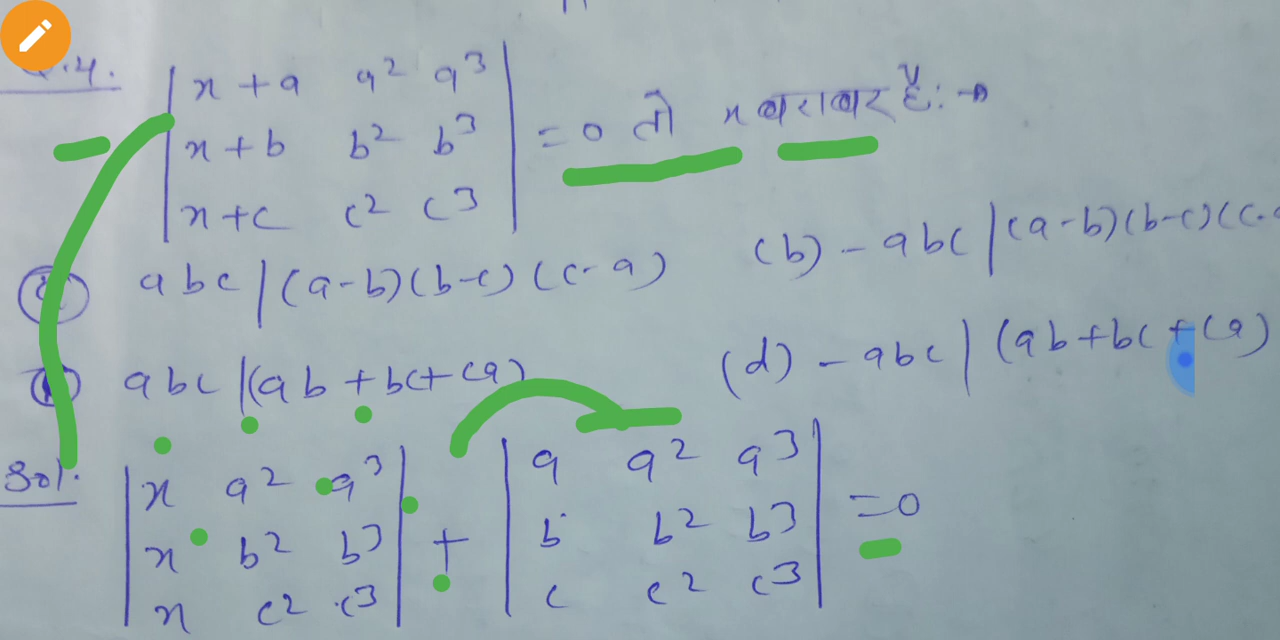 Q.4. | x + a a² a³ |
| x + b b² b³ | = 0 तो x बराबर है :→
| x + c c² c³ |
(a) abc | (a-b)(b-c)(c-a) (b) - abc | (a-b)(b-c)(c-
abc | (ab + bc + ca) (d) - abc | (ab + bc + ca)
Sol. | x a² a³ | | a a² a³ |
| x b² b³ | + | b b² b³ | = 0
| x c² c³ | | c c² c³ |